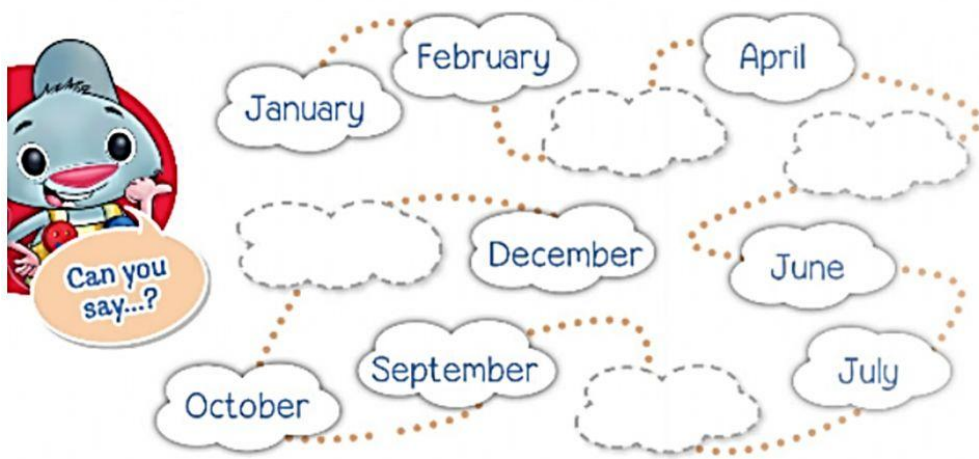 January
February
April
December
June
Can you
say...?
October
September
July